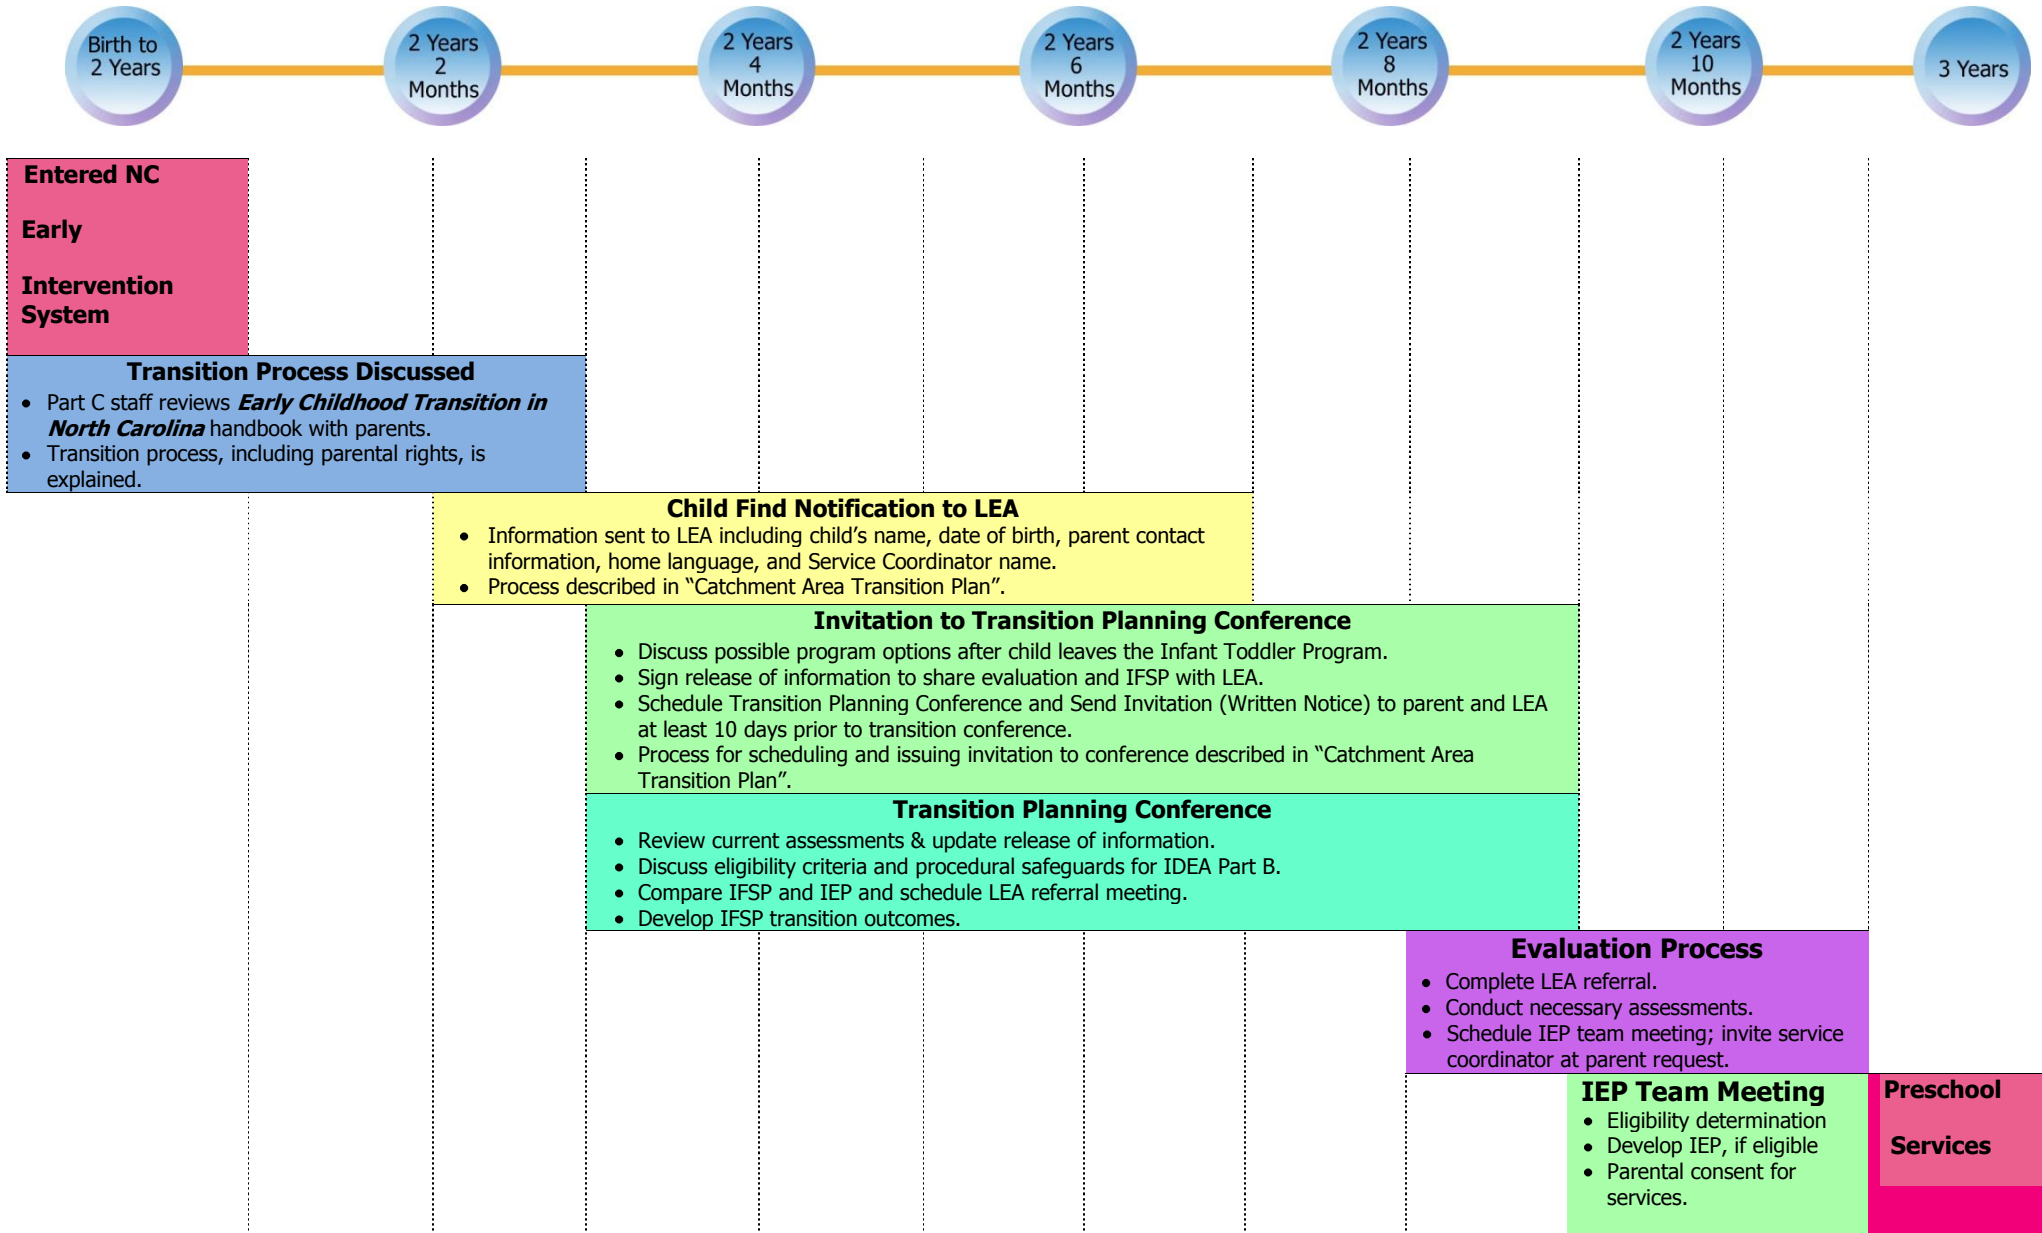 Birth to
2 Years
2 Years
2
Months
2 Years
4
Months
2 Years
6
Months
2 Years
8
Months
2 Years
10
Months
3 Years
Entered NC
Early
Intervention
System
Transition Process Discussed
• Part C staff reviews Early Childhood Transition in
North Carolina handbook with parents.
• Transition process, including parental rights, is
explained.
Child Find Notification to LEA
• Information sent to LEA including child’s name, date of birth, parent contact
information, home language, and Service Coordinator name.
• Process described in “Catchment Area Transition Plan”.
Invitation to Transition Planning Conference
• Discuss possible program options after child leaves the Infant Toddler Program.
• Sign release of information to share evaluation and IFSP with LEA.
• Schedule Transition Planning Conference and Send Invitation (Written Notice) to parent and LEA
at least 10 days prior to transition conference.
• Process for scheduling and issuing invitation to conference described in “Catchment Area
Transition Plan”.
Transition Planning Conference
• Review current assessments & update release of information.
• Discuss eligibility criteria and procedural safeguards for IDEA Part B.
• Compare IFSP and IEP and schedule LEA referral meeting.
• Develop IFSP transition outcomes.
Evaluation Process
• Complete LEA referral.
• Conduct necessary assessments.
• Schedule IEP team meeting; invite service
coordinator at parent request.
IEP Team Meeting
• Eligibility determination
• Develop IEP, if eligible
• Parental consent for
services.
Preschool
Services